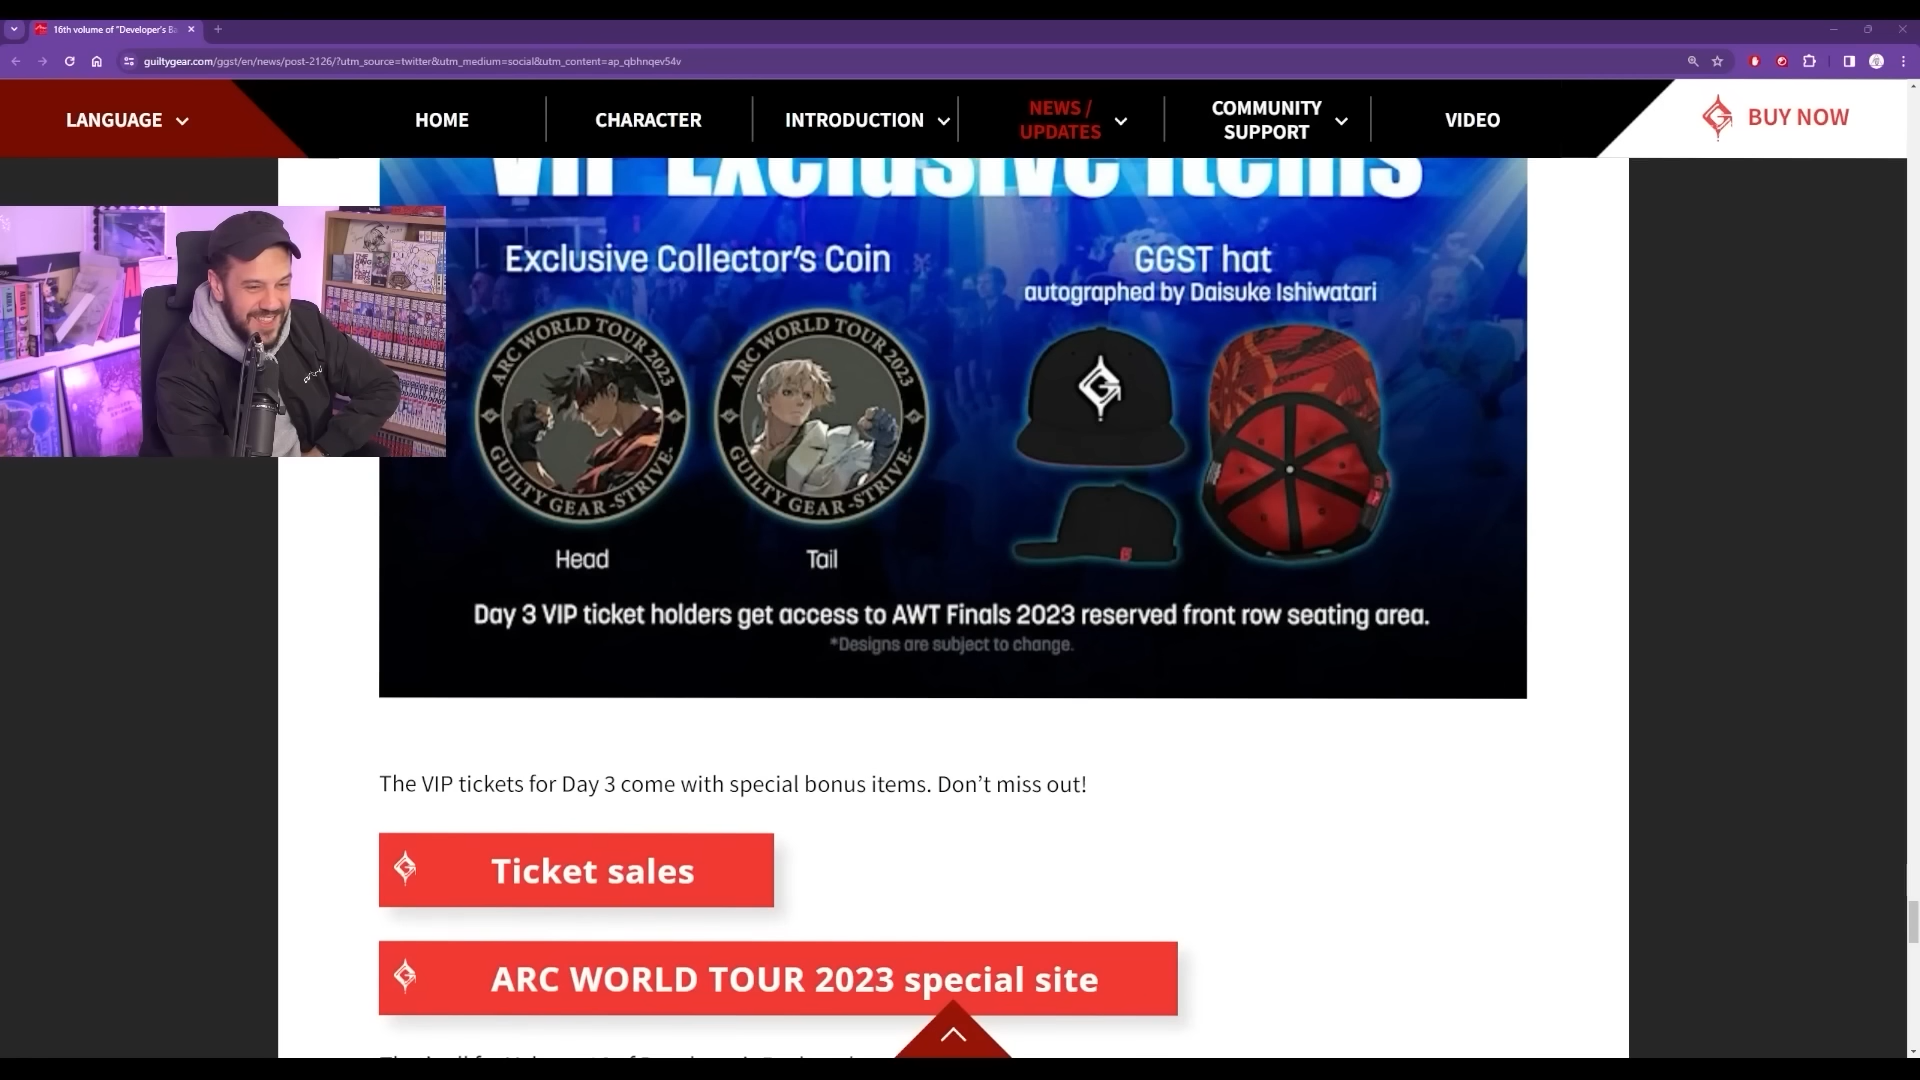 16th volume of "Developer's Ba
guiltygear.com/ggst/en/news/post-2126/?utm_source=twitter&utm_medium=social&utm_content=ap_qbhnqev54v
LANGUAGE
HOME
CHARACTER
INTRODUCTION
NEWS /
UPDATES
COMMUNITY
SUPPORT
VIDEO
BUY NOW
VIP Exclusive Items
Exclusive Collector's Coin
GGST hat
autographed by Daisuke Ishiwatari
ARC WORLD TOUR 2023
GUILTY GEAR -STRIVE-
ARC WORLD TOUR 2023
GUILTY GEAR -STRIVE-
Head
Tail
Day 3 VIP ticket holders get access to AWT Finals 2023 reserved front row seating area.
*Designs are subject to change.
The VIP tickets for Day 3 come with special bonus items. Don’t miss out!
Ticket sales
ARC WORLD TOUR 2023 special site